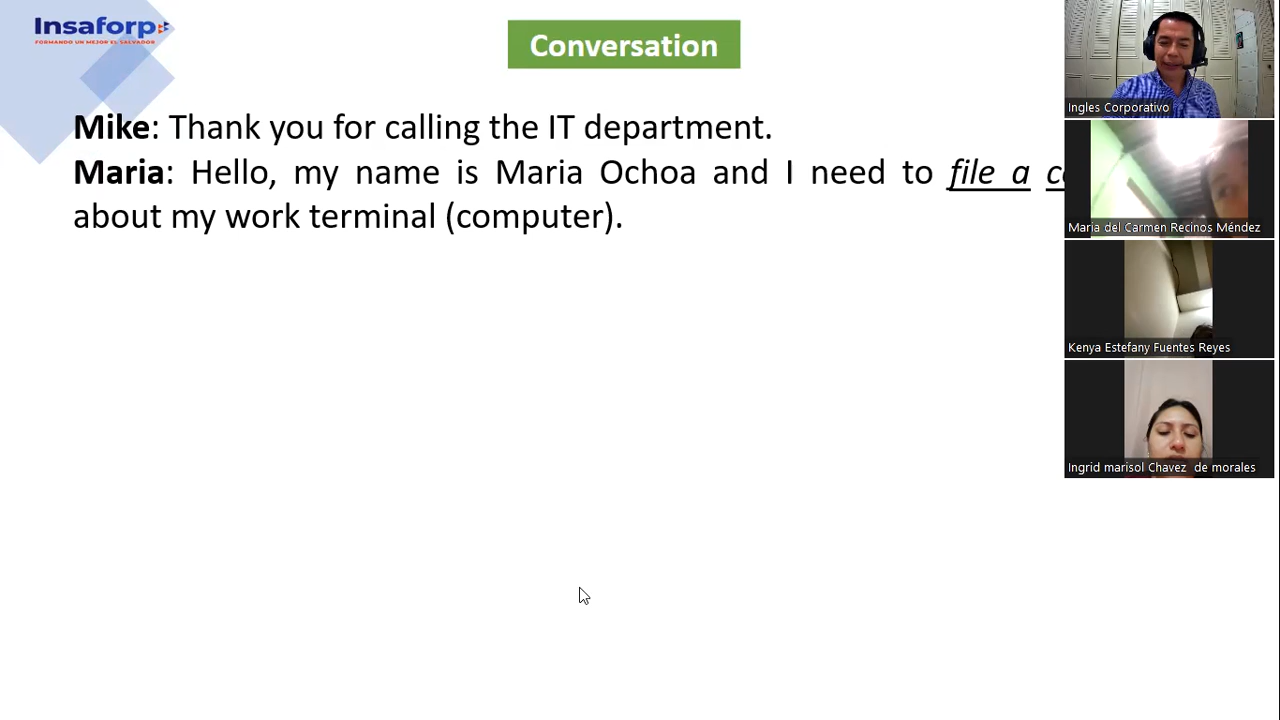 Insaforp
FORMANDO UN MEJOR EL SALVADOR
Conversation
Mike: Thank you for calling the IT department.
Maria: Hello, my name is Maria Ochoa and I need to file a
about my work terminal (computer).
Ingles Corporativo
Maria del Carmen Recinos Méndez
Kenya Estefany Fuentes Reyes
Ingrid marisol Chavez de morales